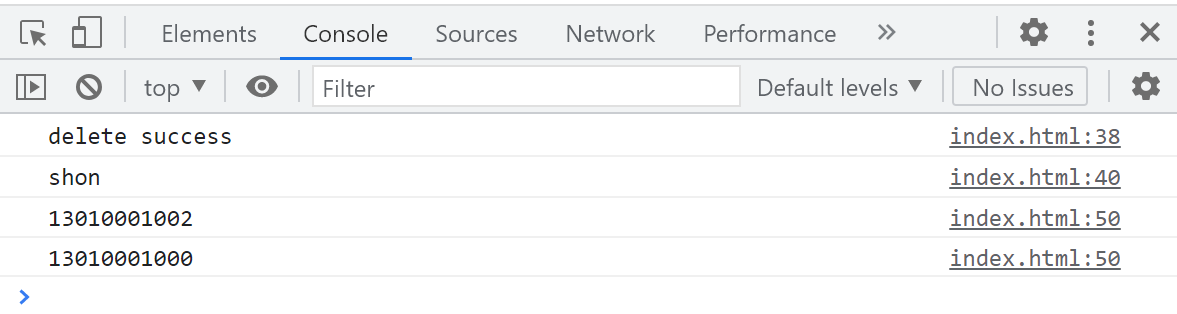 Elements Console Sources Network Performance
top Filter Default levels No Issues
delete success index.html:38
shon index.html:40
13010001002 index.html:50
13010001000 index.html:50